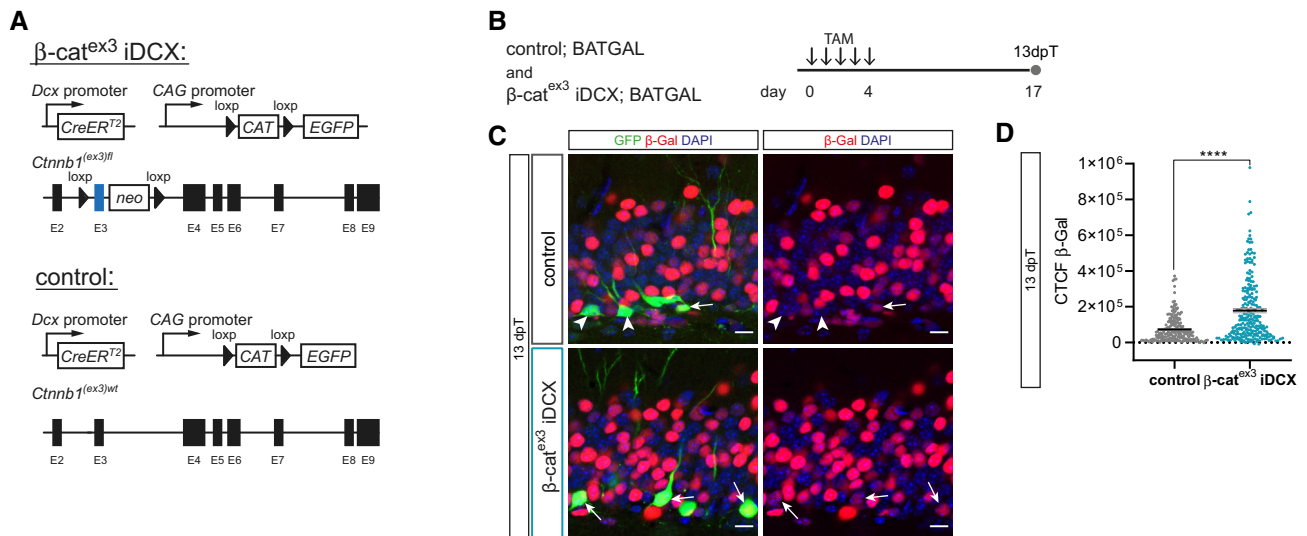 A
β-cat^ex3 iDCX:
Dcx promoter
CAG promoter
loxp
loxp
CreER^T2
CAT
EGFP
Ctnnb1^(ex3)fl
loxp
loxp
neo
E2 E3 E4 E5 E6 E7 E8 E9
control:
Dcx promoter
CAG promoter
loxp
loxp
CreER^T2
CAT
EGFP
Ctnnb1^(ex3)wt
E2 E3 E4 E5 E6 E7 E8 E9
B
control; BATGAL
and
β-cat^ex3 iDCX; BATGAL
TAM
13dpT
day 0 4 17
C
GFP β-Gal DAPI
β-Gal DAPI
13 dpT
control
β-cat^ex3 iDCX
D
13 dpT
CTCF β-Gal
****
1×10^6
8×10^5
6×10^5
4×10^5
2×10^5
0
control β-cat^ex3 iDCX